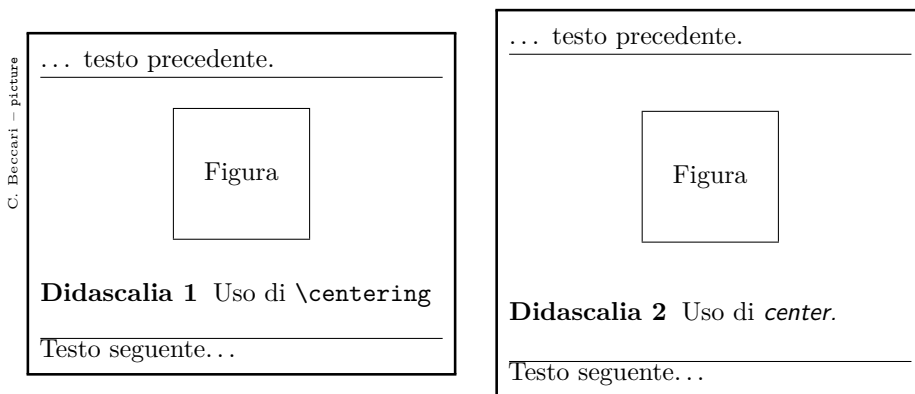 C. Beccari – picture
... testo precedente.
Figura
Didascalia 1 Uso di \centering
Testo seguente...
... testo precedente.
Figura
Didascalia 2 Uso di center.
Testo seguente...